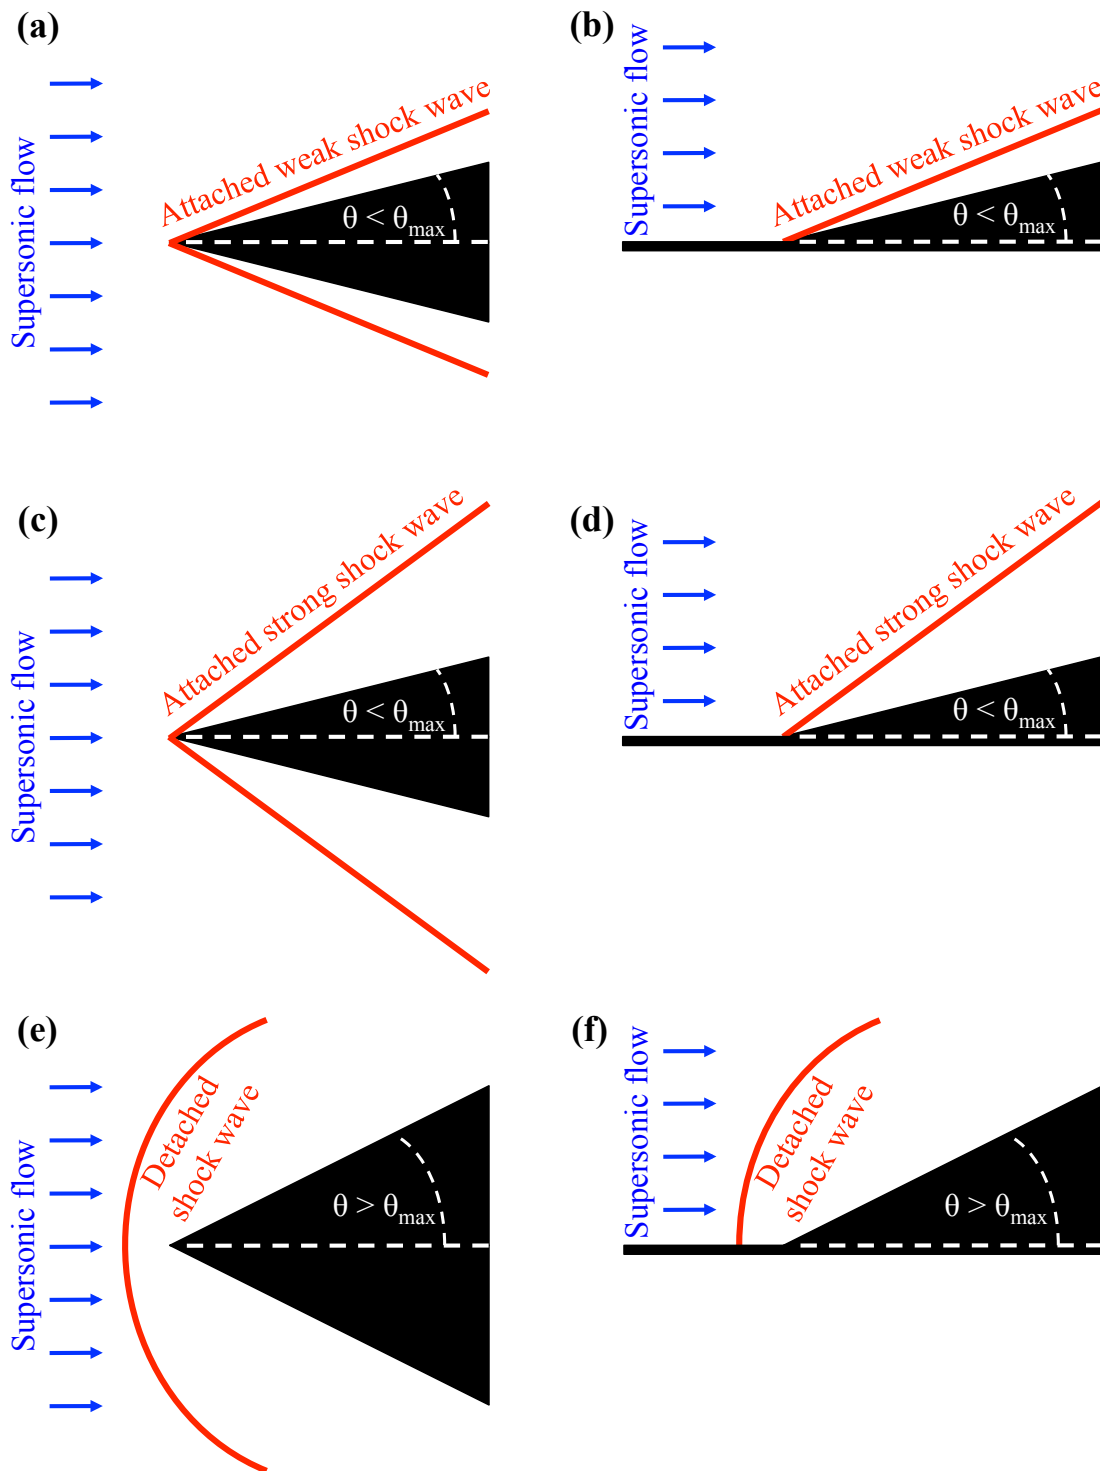 (a)
Supersonic flow
Attached weak shock wave
θ < θmax
(b)
Supersonic flow
Attached weak shock wave
θ < θmax
(c)
Supersonic flow
Attached strong shock wave
θ < θmax
(d)
Supersonic flow
Attached strong shock wave
θ < θmax
(e)
Supersonic flow
Detached
shock wave
θ > θmax
(f)
Supersonic flow
Detached
shock wave
θ > θmax